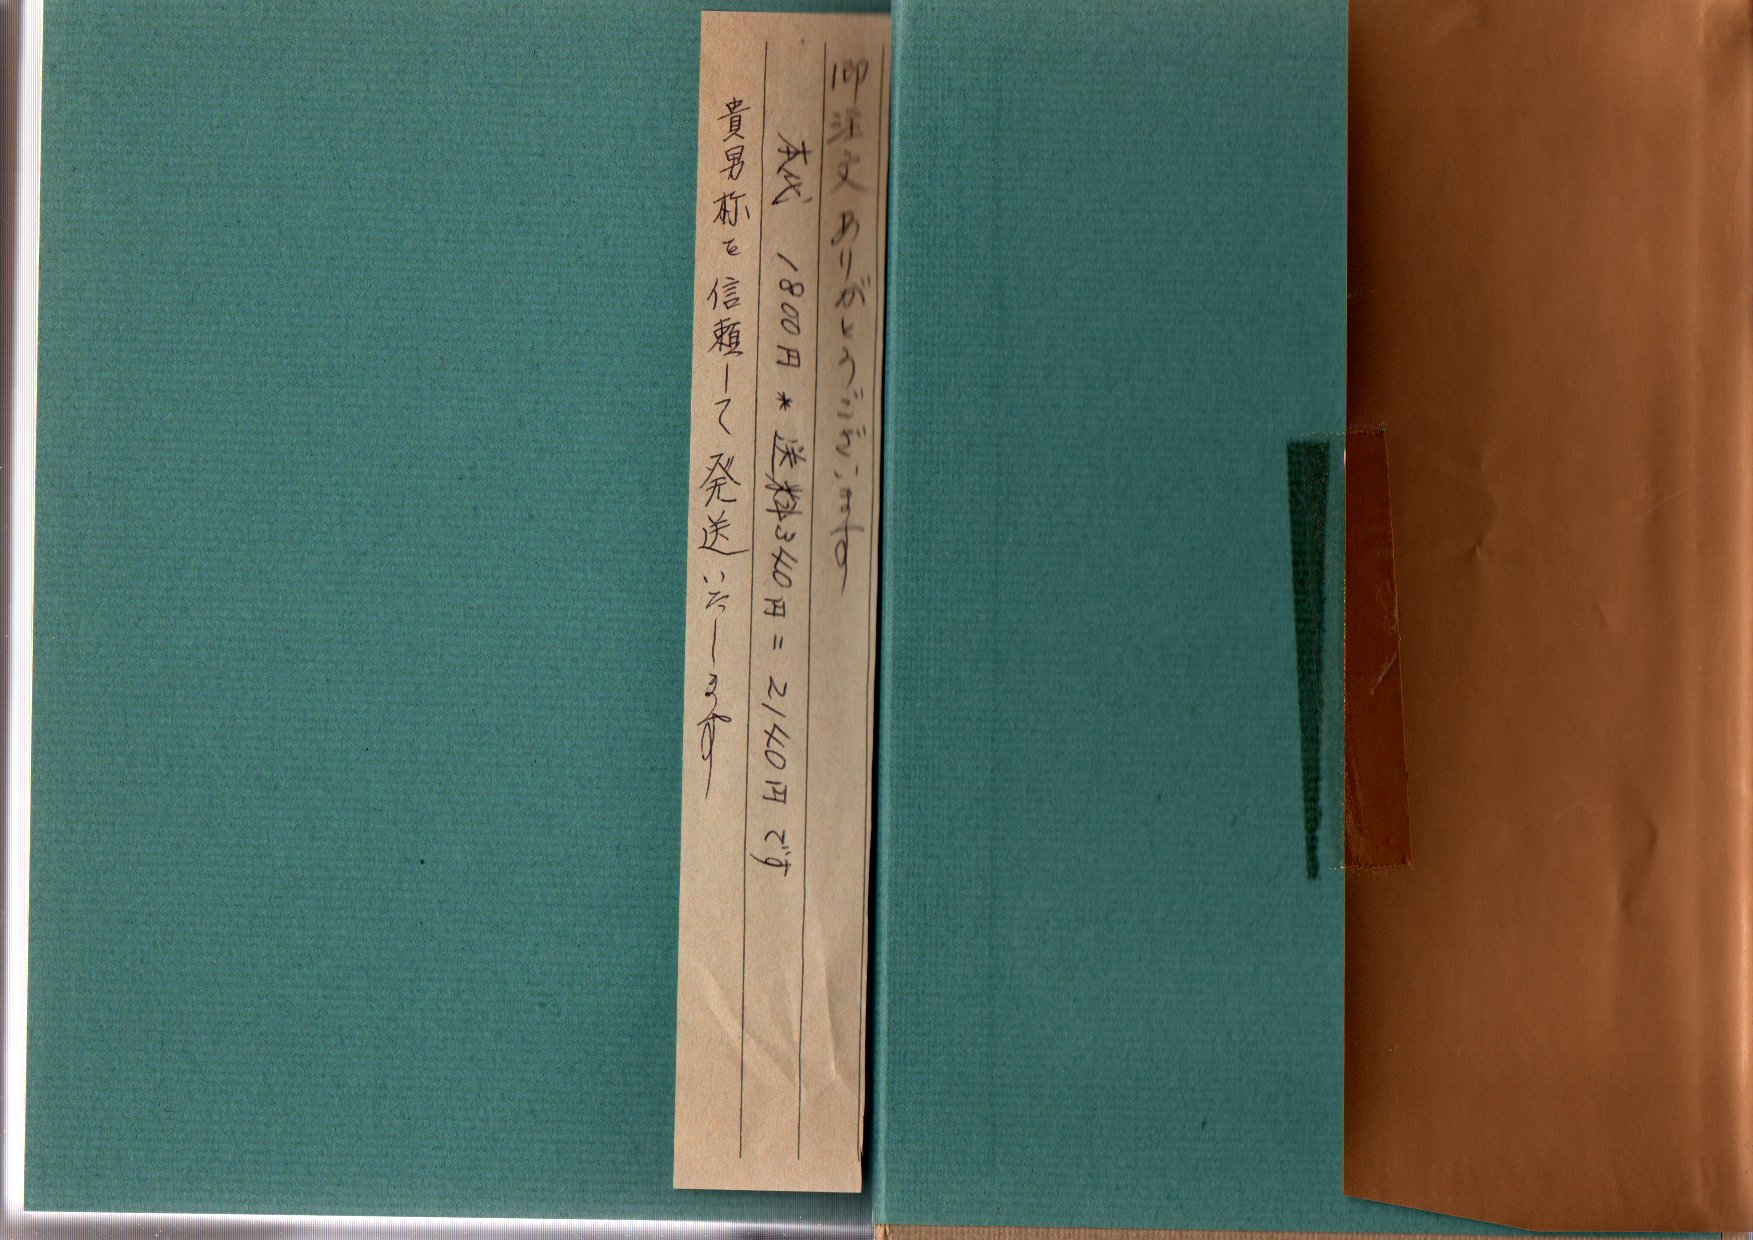 御注文ありがとうございます
本代 1800円 * 送料340円 = 2140円です
貴男称を信頼して発送いたします